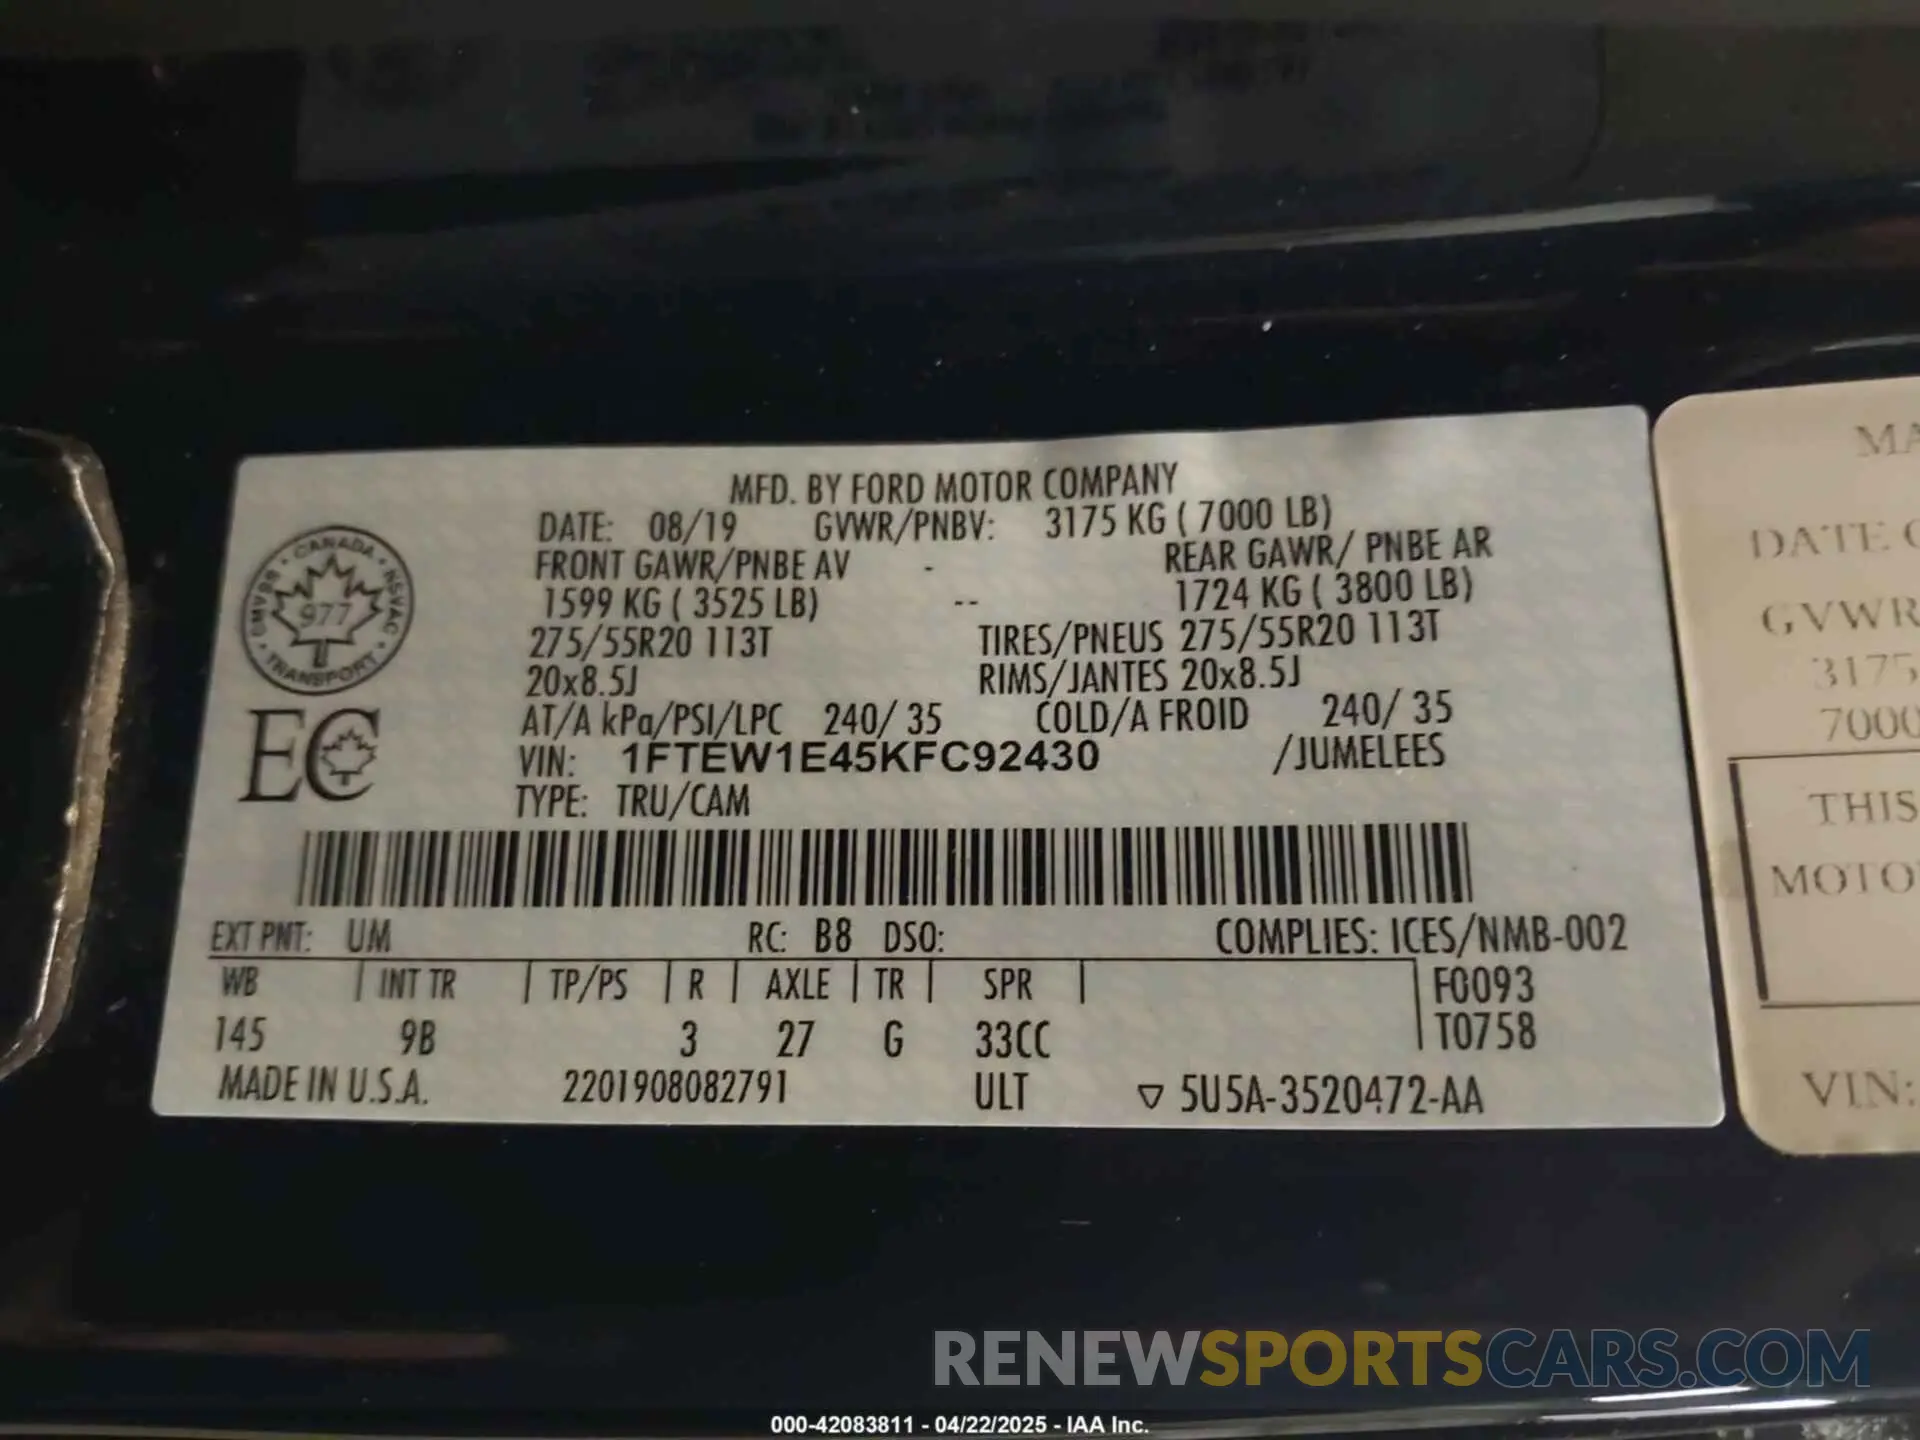 MFD. BY FORD MOTOR COMPANY
DATE: 08/19 GVWR/PNBV: 3175 KG ( 7000 LB)
FRONT GAWR/PNBE AV - REAR GAWR/ PNBE AR
1599 KG ( 3525 LB) -- 1724 KG ( 3800 LB)
275/55R20 113T TIRES/PNEUS 275/55R20 113T
20x8.5J RIMS/JANTES 20x8.5J
AT/A kPa/PSI/LPC 240/ 35 COLD/A FROID 240/ 35
VIN: 1FTEW1E45KFC92430 /JUMELEES
TYPE: TRU/CAM
CANADA
CMVSS NSVAC
977
TRANSPORT
EC
EXT PNT: UM RC: B8 DSO: COMPLIES: ICES/NMB-002
WB | INT TR | TP/PS | R | AXLE | TR | SPR | F0093
145 9B 3 27 G 33CC T0758
MADE IN U.S.A. 2201908082791 ULT ▽ 5U5A-3520472-AA
MA
DATE
GVWR
3175
7000
THIS
MOTO
VIN:
RENEWSPORTSCARS.COM
000-42083811 - 04/22/2025 - IAA Inc.